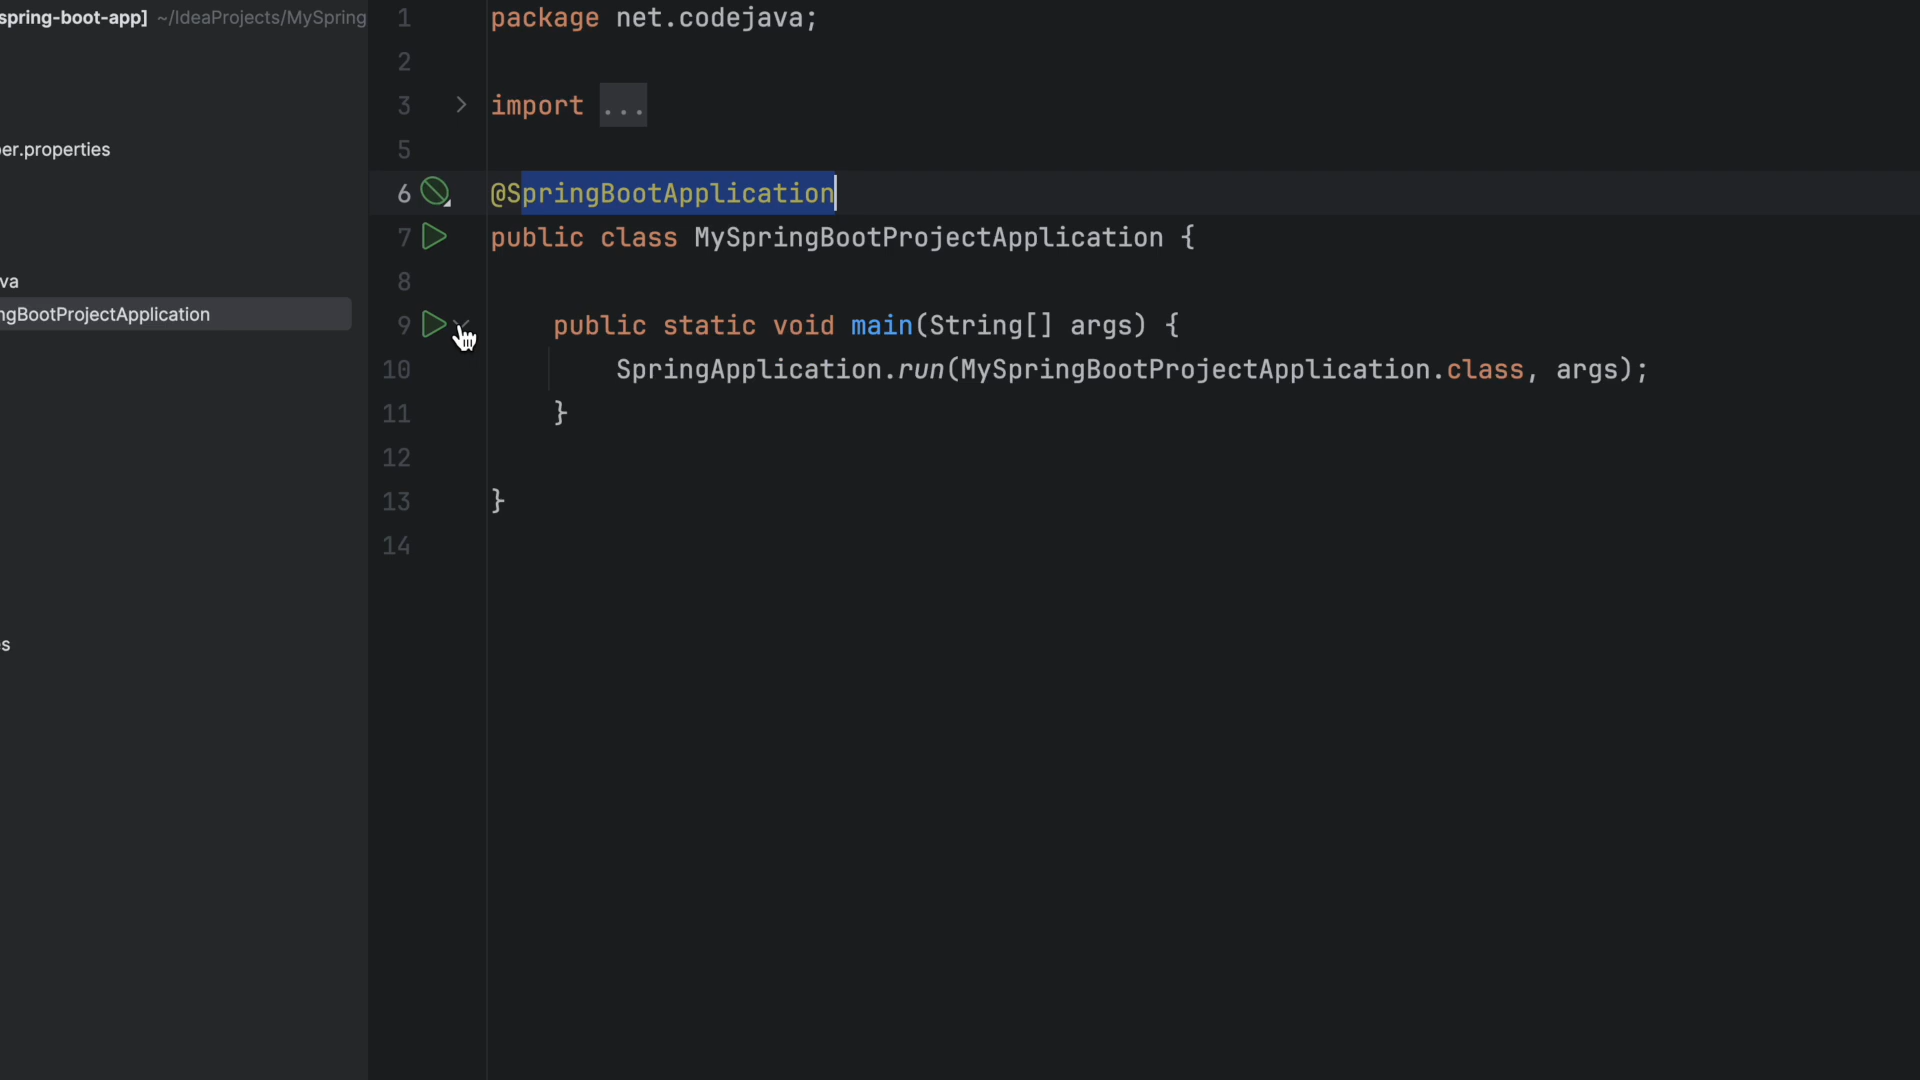 spring-boot-app] ~/IdeaProjects/MySpring
er.properties
va
ngBootProjectApplication
s
1 package net.codejava;
2
3 import ...
5
6 @SpringBootApplication
7 public class MySpringBootProjectApplication {
8
9 public static void main(String[] args) {
10 SpringApplication.run(MySpringBootProjectApplication.class, args);
11 }
12
13 }
14